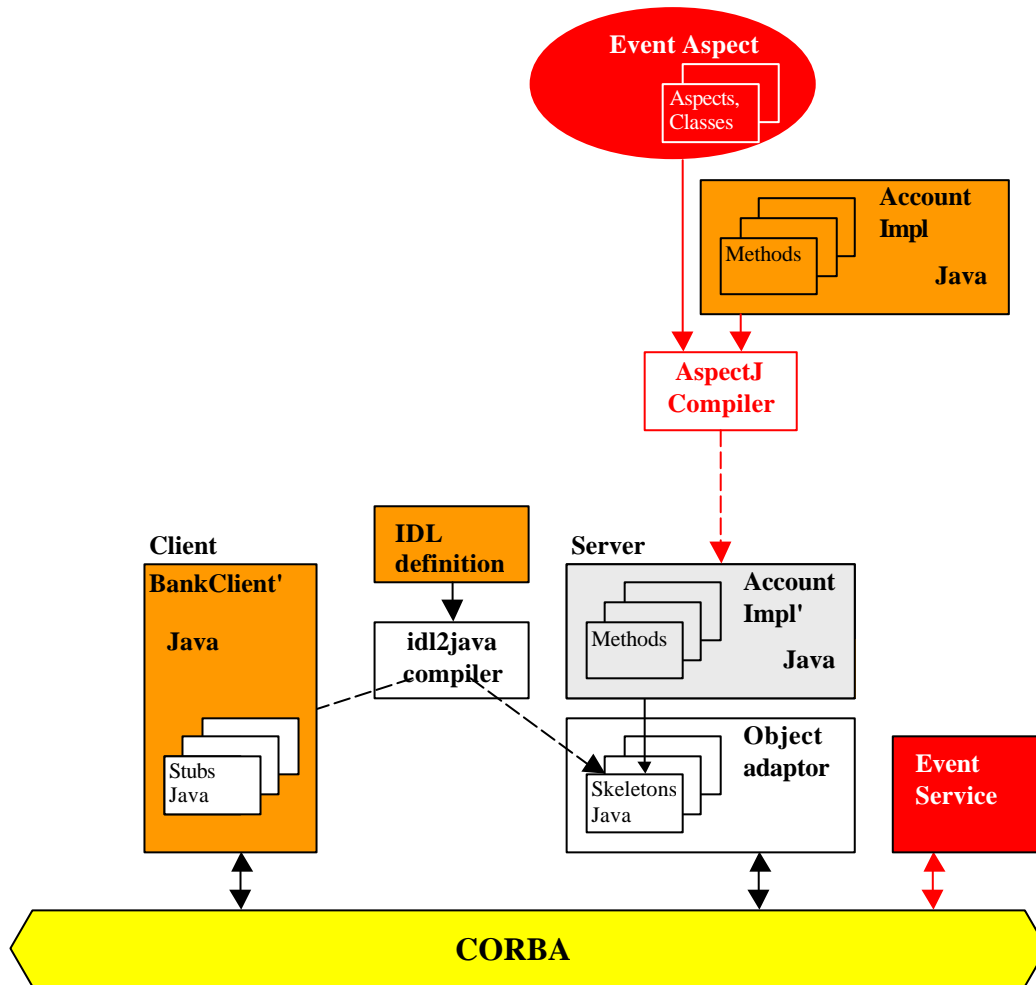 Event Aspect
Aspects,
Classes
Account
Impl
Methods
Java
AspectJ
Compiler
IDL
definition
Client
Server
BankClient'
Java
idl2java
compiler
Account
Impl'
Methods
Java
Stubs
Java
Object
adaptor
Skeletons
Java
Event
Service
CORBA